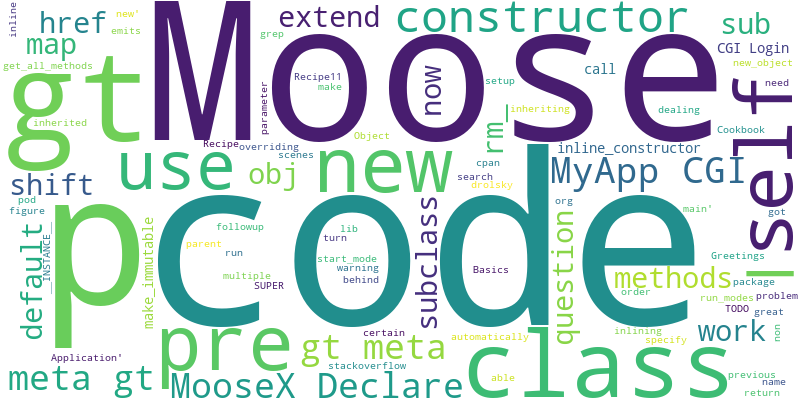 inline
new'
emits
href
extend
constructor
sub
map
grep
CGI Login
get_all_methods
Moose
gt
Recipe11
make
now
call
new_object
setup
need
self
parameter
rm_
inheriting
dealing
inherited
Object
Cookbook
Recipe
overriding
scenes
cpan
inline_constructor
use
new
obj
search
drolsky
MyApp CGI
shift
pod
figure
p
code
lib
turn
followup
parent
run
subclass
org
question
main'
got
__INSTANCE__
default
make_immutable
start_mode
warning
behind
multiple
SUPER
Basics
Greetings
methods
package
problem
order
run_modes
TODO
great
l
pre
gt meta
certain
automatically
inlining
specify
work
non
Application'
stackoverflow
meta gt
MooseX Declare
able
class
previous
name
return